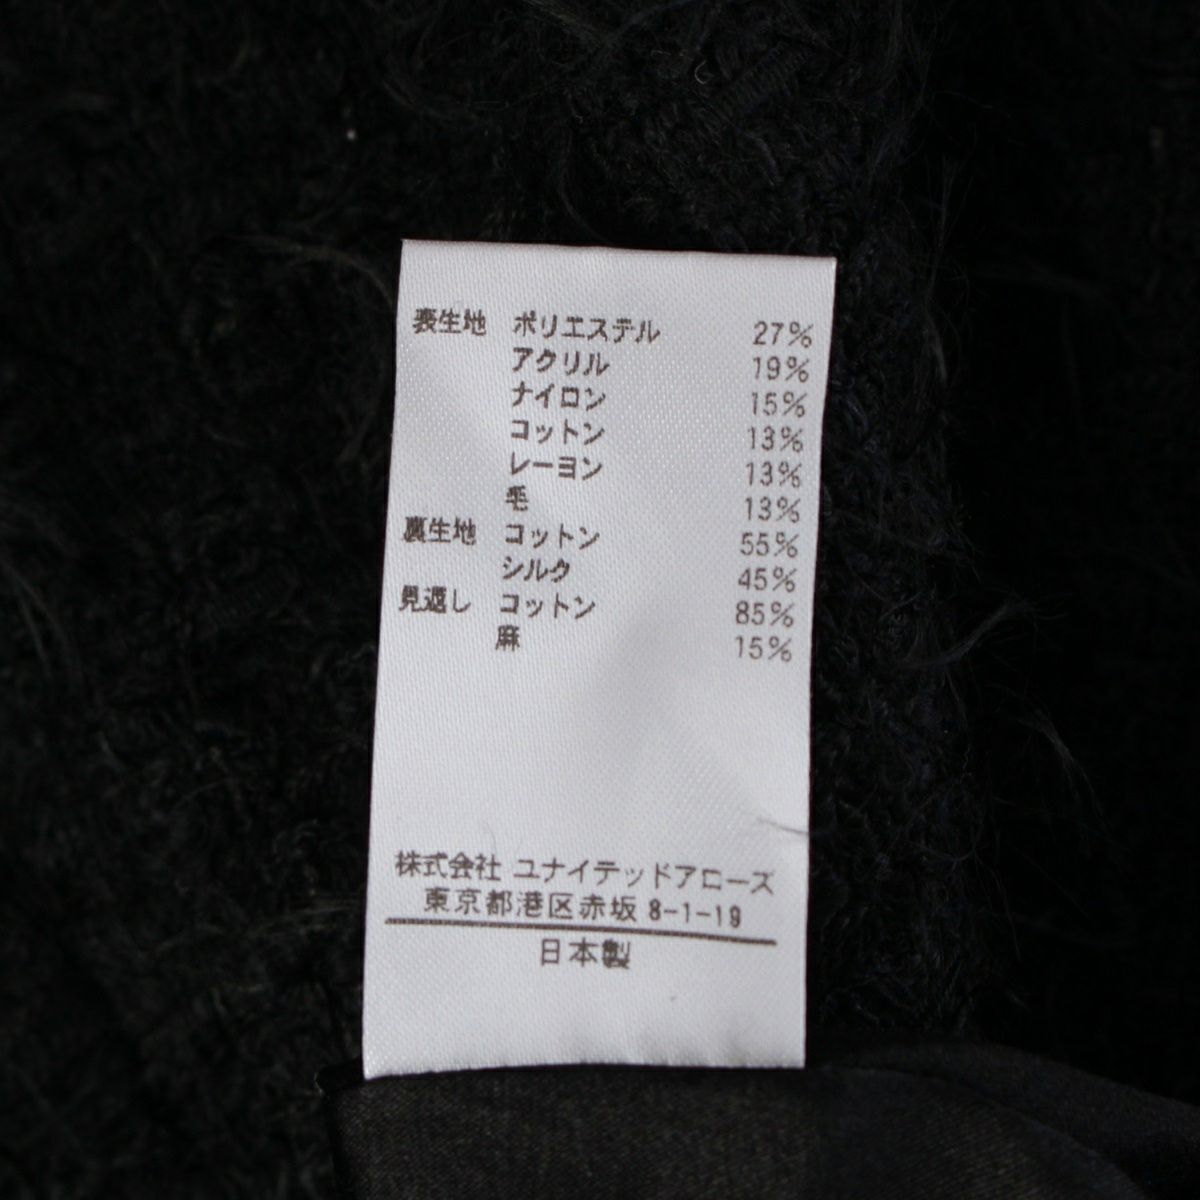 表生地 ポリエステル 27%
アクリル 19%
ナイロン 15%
コットン 13%
レーヨン 13%
毛 13%
裏生地 コットン 55%
シルク 45%
見返し コットン 85%
麻 15%
株式会社 ユナイテッドアローズ
東京都港区赤坂 8-1-19
日本製